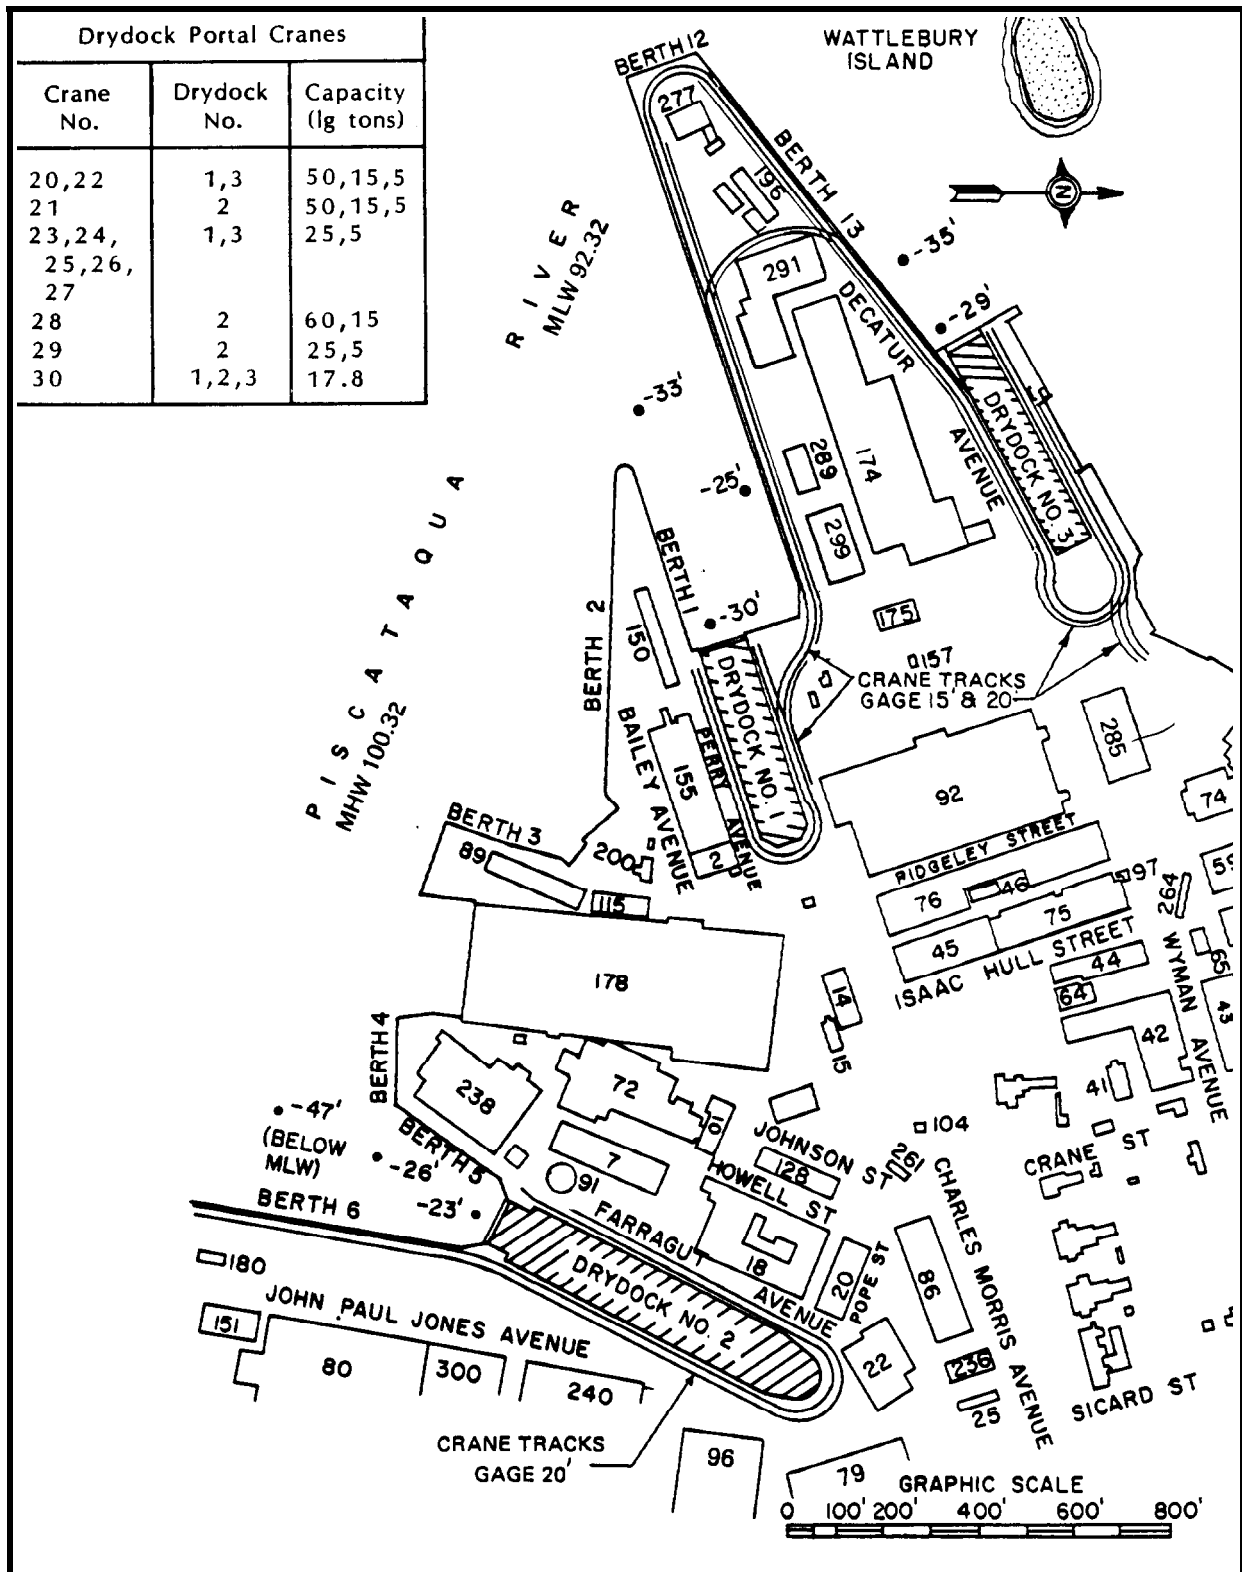 Drydock Portal Cranes
Crane No.
Drydock No.
Capacity (lg tons)
20,22 1,3 50,15,5
21 2 50,15,5
23,24, 1,3 25,5
25,26,
27
28 2 60,15
29 2 25,5
30 1,2,3 17.8
WATTLEBURY
ISLAND
N
BERTH 12
277
BERTH 13
196
-35'
-29'
291
DECATUR
AVENUE
DRYDOCK NO. 3
RIVER
MLW 92.32
-33'
-25'
289
174
299
175
157
BERTH 1
-30'
BERTH 2
150
PISCATAQUA
MHW 100.32
CRANE TRACKS
GAGE 15' & 20'
DRYDOCK NO. 1
PERRY AVENUE
BAILEY AVENUE
155
2
285
92
74
RIDGELEY STREET
BERTH 3
89
200
115
76
46
97
59
264
75
45
ISAAC HULL STREET
44
65
WYMAN AVENUE
64
43
42
178
14
15
BERTH 4
238
72
10
41
104
-47'
(BELOW
MLW)
-26'
-23'
BERTH 5
BERTH 6
7
91
JOHNSON ST
128
261
HOWELL ST
CRANE ST
CHARLES MORRIS AVENUE
FARRAGUT AVENUE
18
20
POPE ST
86
180
DRYDOCK NO. 2
JOHN PAUL JONES AVENUE
151
80
300
240
22
236
25
SICARD ST
CRANE TRACKS
GAGE 20'
96
79
GRAPHIC SCALE
0 100' 200' 400' 600' 800'